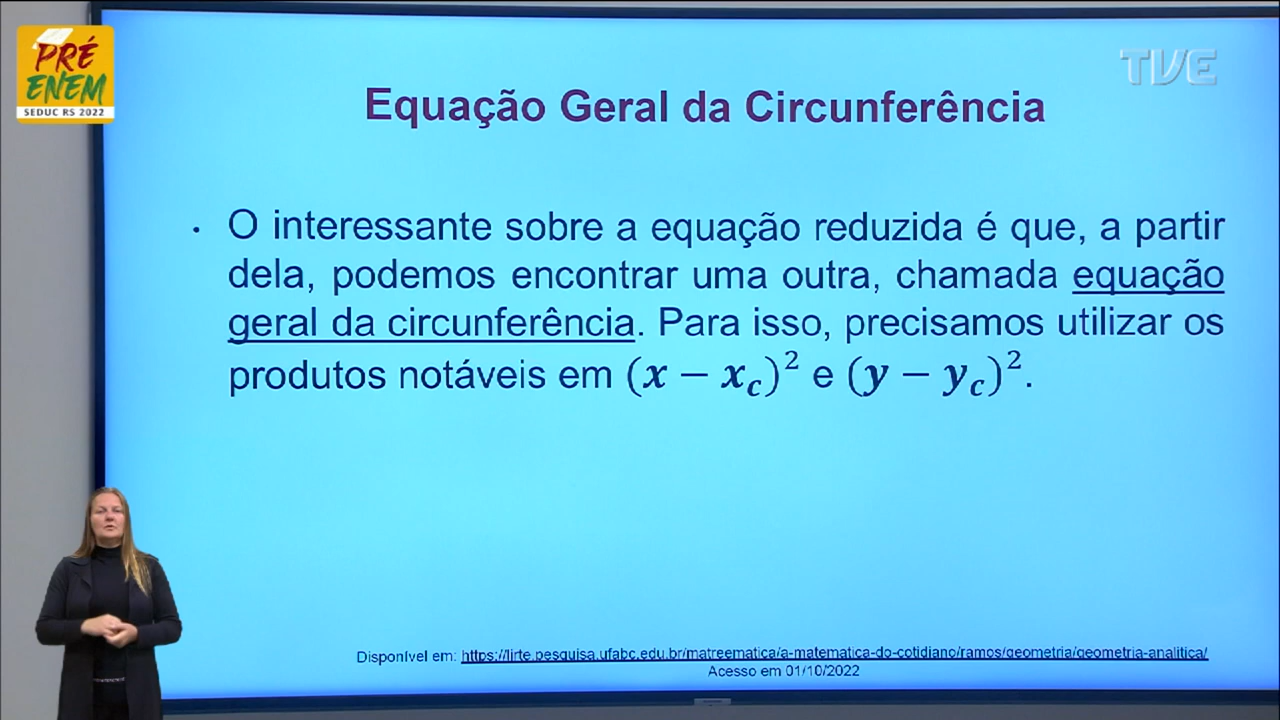 PRÉ
ENEM
SEDUC RS 2022
TVE
Equação Geral da Circunferência
• O interessante sobre a equação reduzida é que, a partir
dela, podemos encontrar uma outra, chamada equação
geral da circunferência. Para isso, precisamos utilizar os
produtos notáveis em (x − x_c)² e (y − y_c)².
Disponível em: https://lirte.pesquisa.ufabc.edu.br/matreematica/a-matematica-do-cotidiano/ramos/geometria/geometria-analitica/
Acesso em 01/10/2022